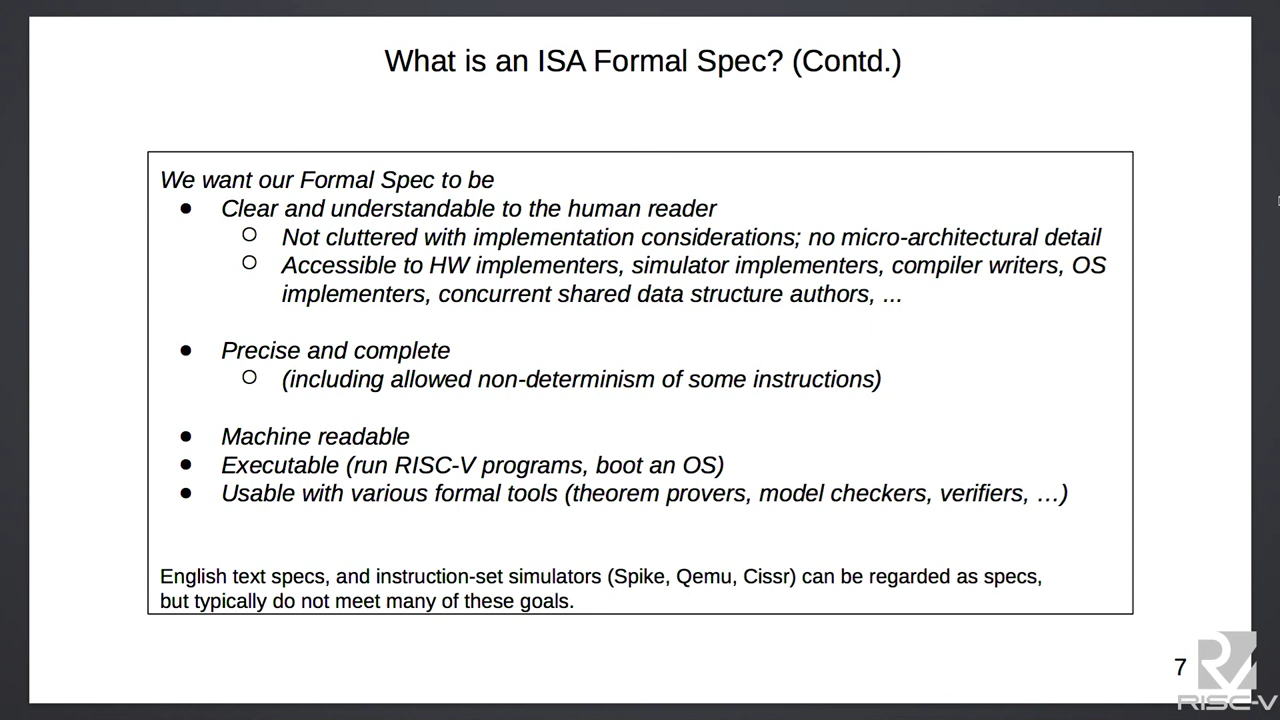 What is an ISA Formal Spec? (Contd.)
We want our Formal Spec to be
● Clear and understandable to the human reader
○ Not cluttered with implementation considerations; no micro-architectural detail
○ Accessible to HW implementers, simulator implementers, compiler writers, OS
implementers, concurrent shared data structure authors, ...
● Precise and complete
○ (including allowed non-determinism of some instructions)
● Machine readable
● Executable (run RISC-V programs, boot an OS)
● Usable with various formal tools (theorem provers, model checkers, verifiers, …)
English text specs, and instruction-set simulators (Spike, Qemu, Cissr) can be regarded as specs,
but typically do not meet many of these goals.
7
RISC-V